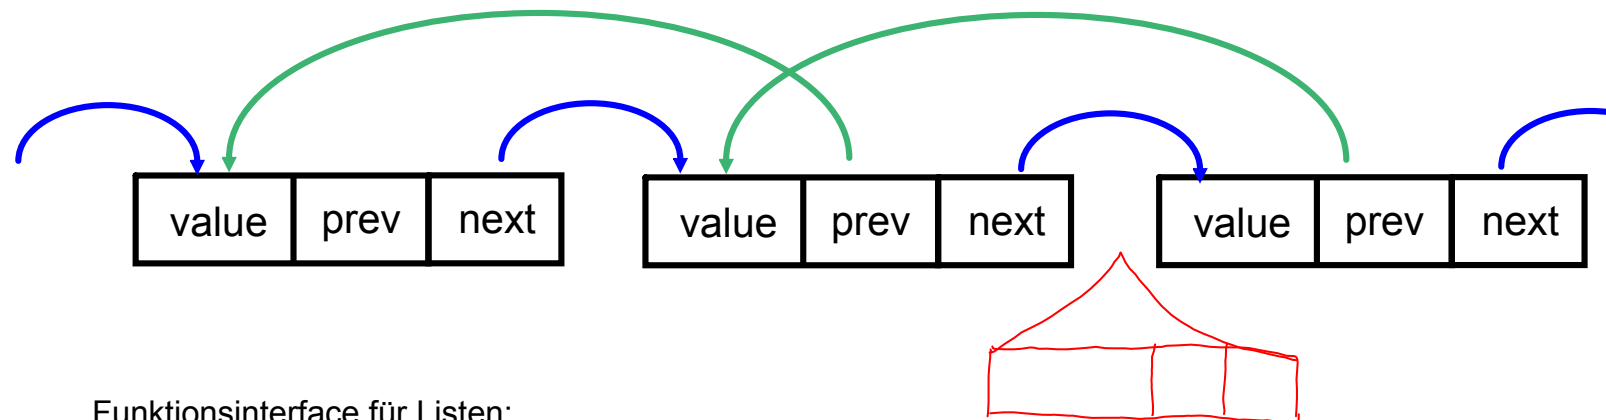 value prev next value prev next value prev next
Funktionsinterface für Listen: